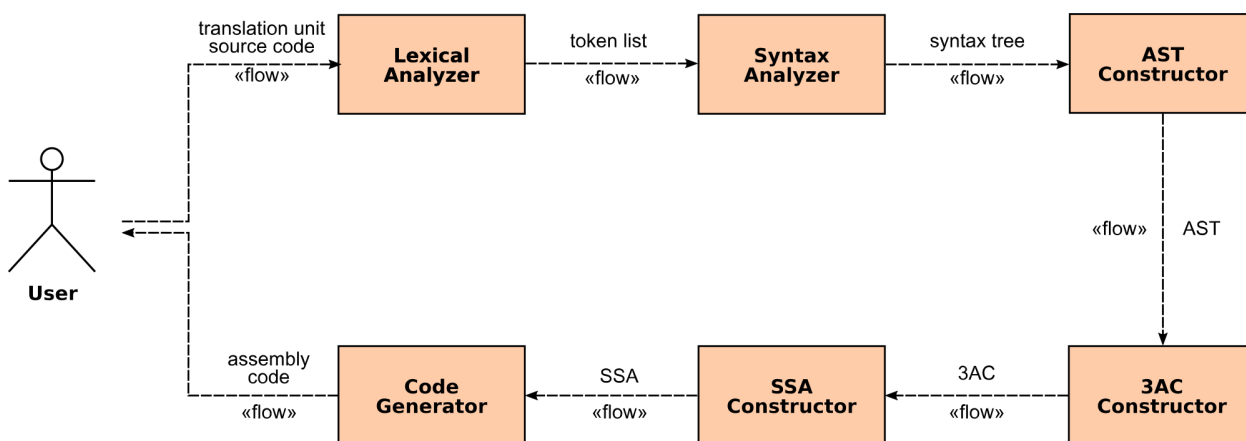 translation unit
source code
«flow»
Lexical
Analyzer
token list
«flow»
Syntax
Analyzer
syntax tree
«flow»
AST
Constructor
«flow» AST
User
assembly
code
«flow»
Code
Generator
SSA
«flow»
SSA
Constructor
3AC
«flow»
3AC
Constructor